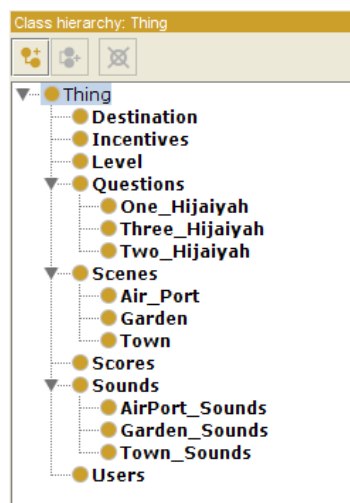 Class hierarchy: Thing
Thing
Destination
Incentives
Level
Questions
One_Hijaiyah
Three_Hijaiyah
Two_Hijaiyah
Scenes
Air_Port
Garden
Town
Scores
Sounds
AirPort_Sounds
Garden_Sounds
Town_Sounds
Users